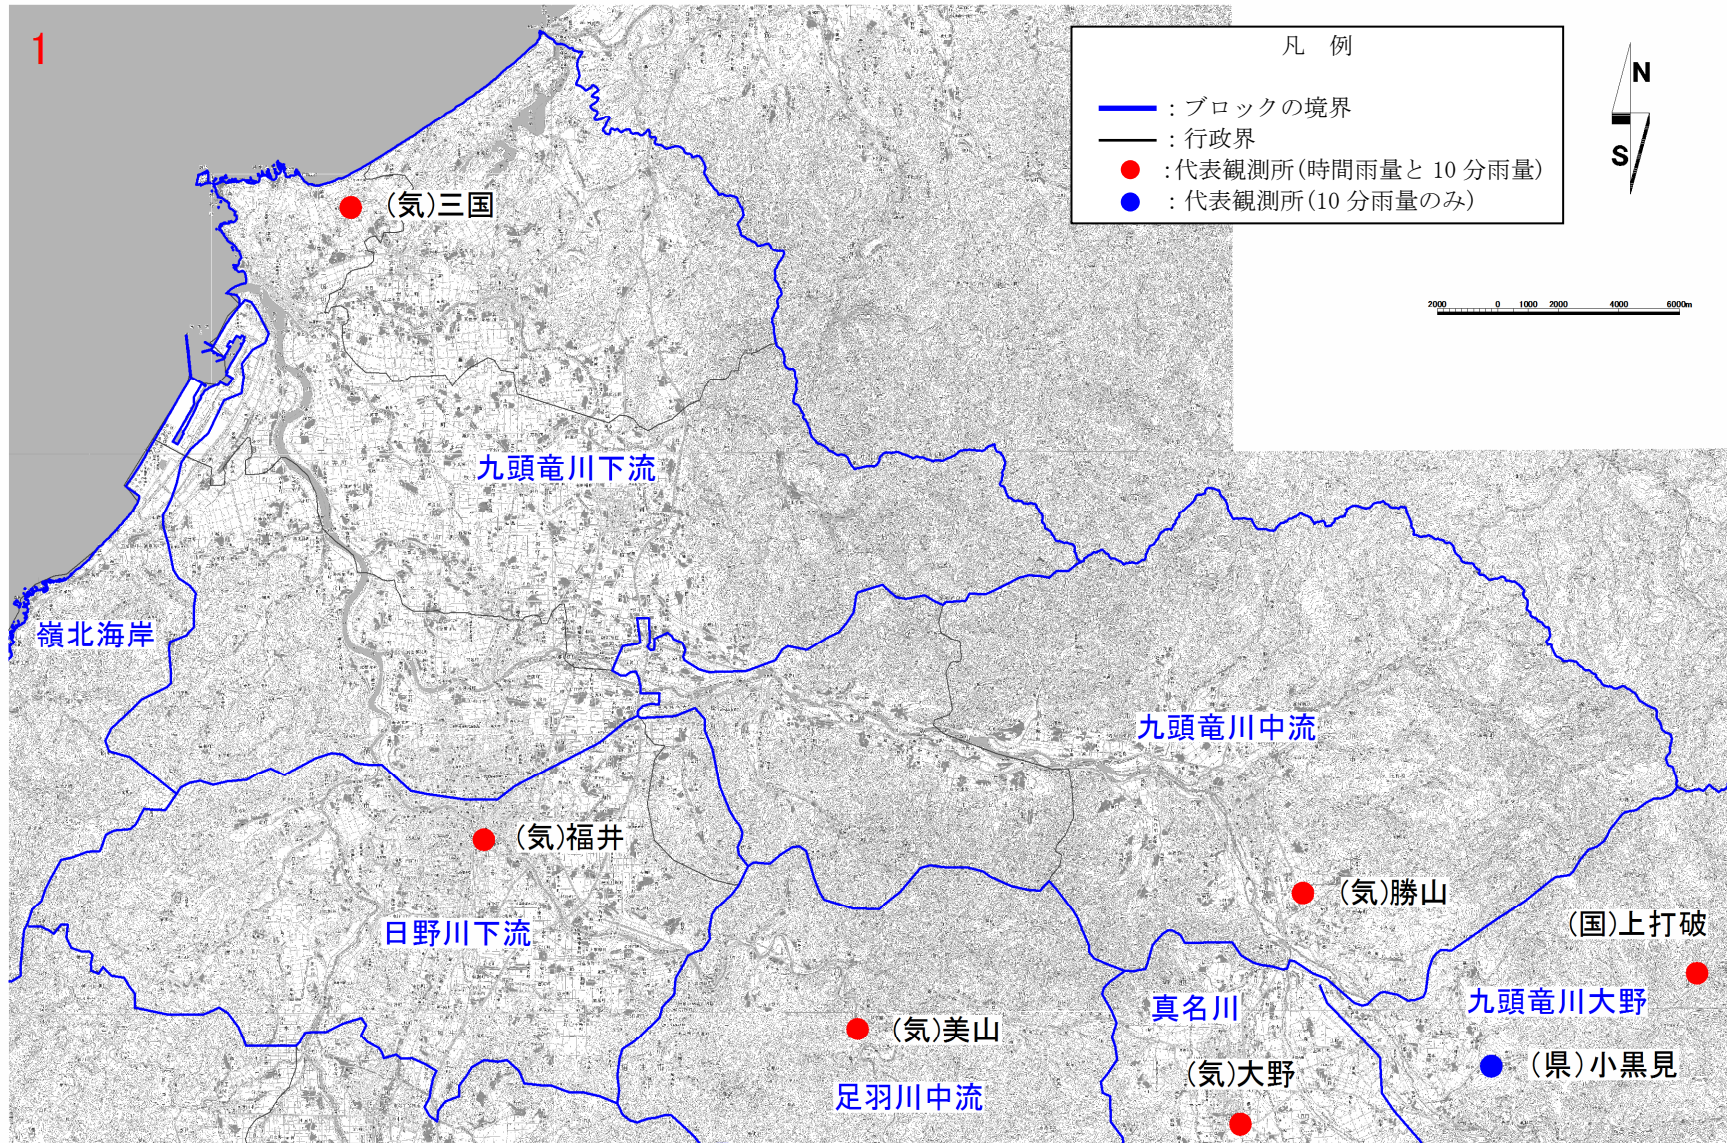 1
凡 例
: ブロックの境界
: 行政界
:代表観測所(時間雨量と 10 分雨量)
: 代表観測所(10 分雨量のみ)
N
S
2000 0 1000 2000 4000 6000m
(気)三国
九頭竜川下流
嶺北海岸
九頭竜川中流
(気)福井
(気)勝山
(国)上打破
日野川下流
真名川
九頭竜川大野
(気)美山
(県)小黒見
(気)大野
足羽川中流